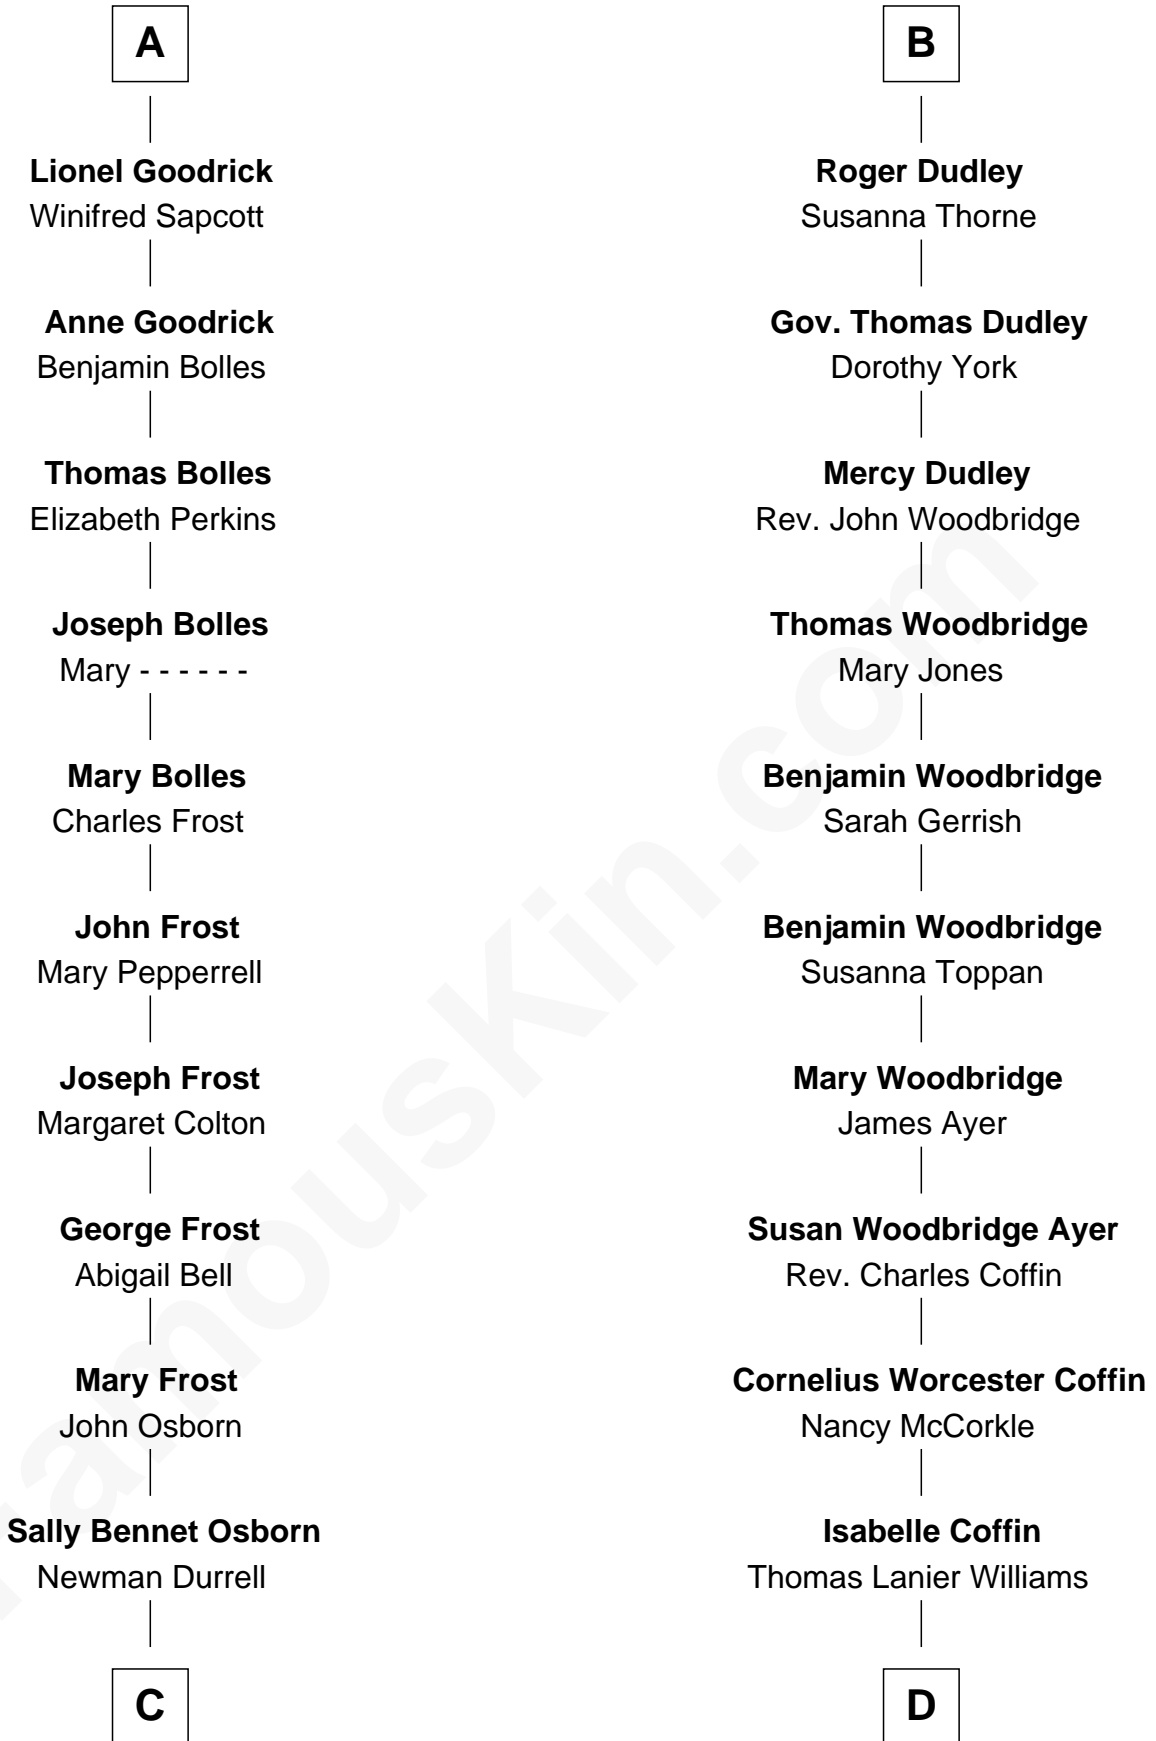 A
Lionel Goodrick
Winifred Sapcott
Anne Goodrick
Benjamin Bolles
Thomas Bolles
Elizabeth Perkins
Joseph Bolles
Mary - - - - - -
Mary Bolles
Charles Frost
John Frost
Mary Pepperrell
Joseph Frost
Margaret Colton
George Frost
Abigail Bell
Mary Frost
John Osborn
Sally Bennet Osborn
Newman Durrell
C
B
Roger Dudley
Susanna Thorne
Gov. Thomas Dudley
Dorothy York
Mercy Dudley
Rev. John Woodbridge
Thomas Woodbridge
Mary Jones
Benjamin Woodbridge
Sarah Gerrish
Benjamin Woodbridge
Susanna Toppan
Mary Woodbridge
James Ayer
Susan Woodbridge Ayer
Rev. Charles Coffin
Cornelius Worcester Coffin
Nancy McCorkle
Isabelle Coffin
Thomas Lanier Williams
D
FamousKin.com